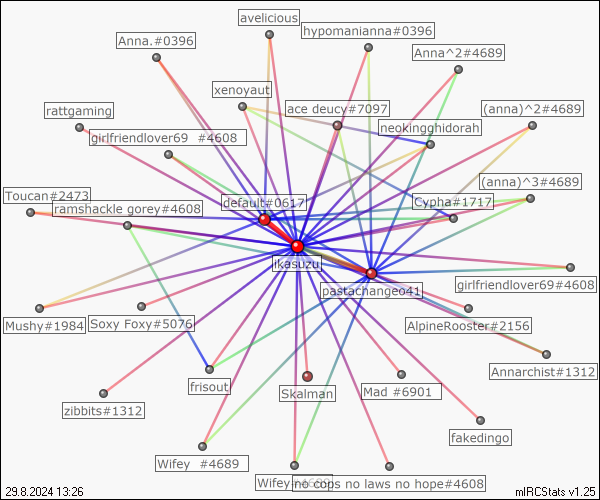 avelicious
hypomanianna#0396
Anna.#0396
Anna^2#4689
xenoyaut
ace deucy#7097
(anna)^2#4689
rattgaming
neokingghidorah
girlfriendlover69 #4608
(anna)^3#4689
Toucan#2473
default#0617
Cypha#1717
ramshackle gorey#4608
ikasuzu
girlfriendlover69#4608
pastachangeo41
Mushy#1984
Soxy Foxy#5076
AlpineRooster#2156
Annarchist#1312
frisout
Skalman
Mad #6901
zibbits#1312
fakedingo
Wifey #4689
Wifey
no cops no laws no hope#4608
29.8.2024 13:26
mIRCStats v1.25